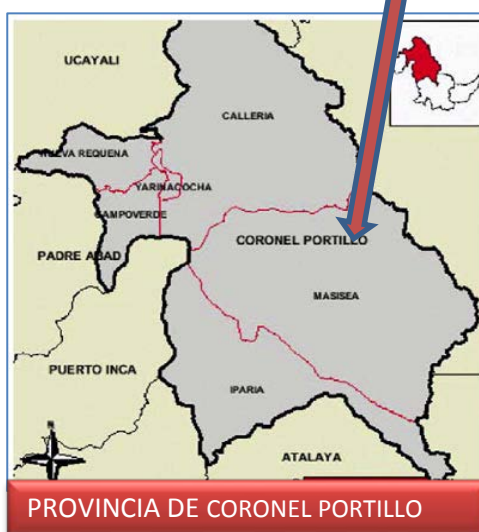 UCAYALI
CALLERIA
NUEVA REQUENA
YARINACOCHA
CAMPOVERDE
CORONEL PORTILLO
PADRE ABAD
MASISEA
PUERTO INCA
IPARIA
N
ATALAYA
PROVINCIA DE CORONEL PORTILLO